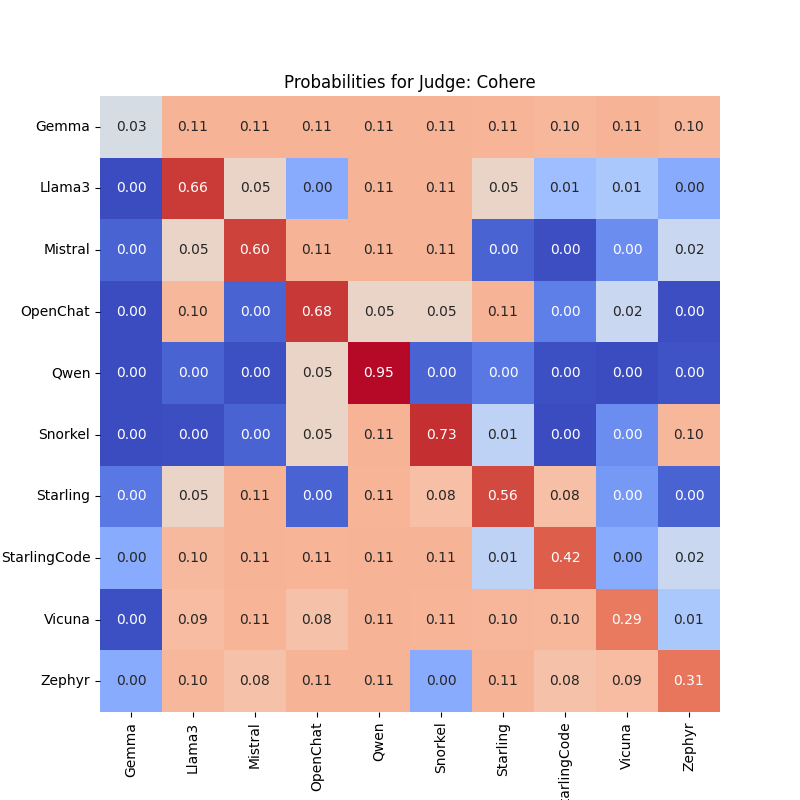 Probabilities for Judge: Cohere
Gemma 0.03 0.11 0.11 0.11 0.11 0.11 0.11 0.10 0.11 0.10
Llama3 0.00 0.66 0.05 0.00 0.11 0.11 0.05 0.01 0.01 0.00
Mistral 0.00 0.05 0.60 0.11 0.11 0.11 0.00 0.00 0.00 0.02
OpenChat 0.00 0.10 0.00 0.68 0.05 0.05 0.11 0.00 0.02 0.00
Qwen 0.00 0.00 0.00 0.05 0.95 0.00 0.00 0.00 0.00 0.00
Snorkel 0.00 0.00 0.00 0.05 0.11 0.73 0.01 0.00 0.00 0.10
Starling 0.00 0.05 0.11 0.00 0.11 0.08 0.56 0.08 0.00 0.00
StarlingCode 0.00 0.10 0.11 0.11 0.11 0.11 0.01 0.42 0.00 0.02
Vicuna 0.00 0.09 0.11 0.08 0.11 0.11 0.10 0.10 0.29 0.01
Zephyr 0.00 0.10 0.08 0.11 0.11 0.00 0.11 0.08 0.09 0.31
Gemma Llama3 Mistral OpenChat Qwen Snorkel Starling arlingCode Vicuna Zephyr